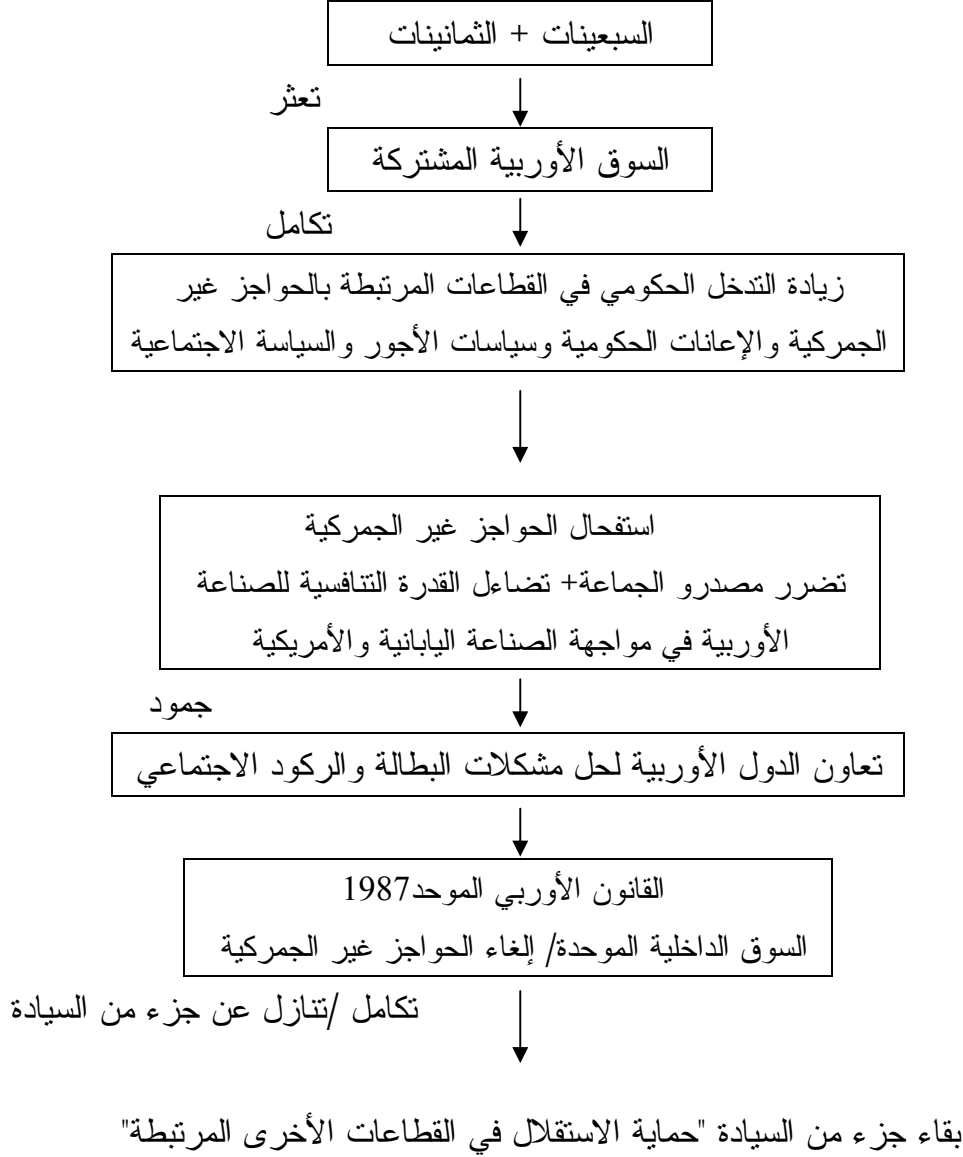 السبعينات + الثمانينات
تعثر
السوق الأوربية المشتركة
تكامل
زيادة التدخل الحكومي في القطاعات المرتبطة بالحواجز غير
الجمركية والإعانات الحكومية وسياسات الأجور والسياسة الاجتماعية
استفحال الحواجز غير الجمركية
تضرر مصدرو الجماعة+ تضاءل القدرة التنافسية للصناعة
الأوربية في مواجهة الصناعة اليابانية والأمريكية
جمود
تعاون الدول الأوربية لحل مشكلات البطالة والركود الاجتماعي
القانون الأوربي الموحد1987
السوق الداخلية الموحدة/ إلغاء الحواجز غير الجمركية
تكامل /تنازل عن جزء من السيادة
بقاء جزء من السيادة "حماية الاستقلال في القطاعات الأخرى المرتبطة"